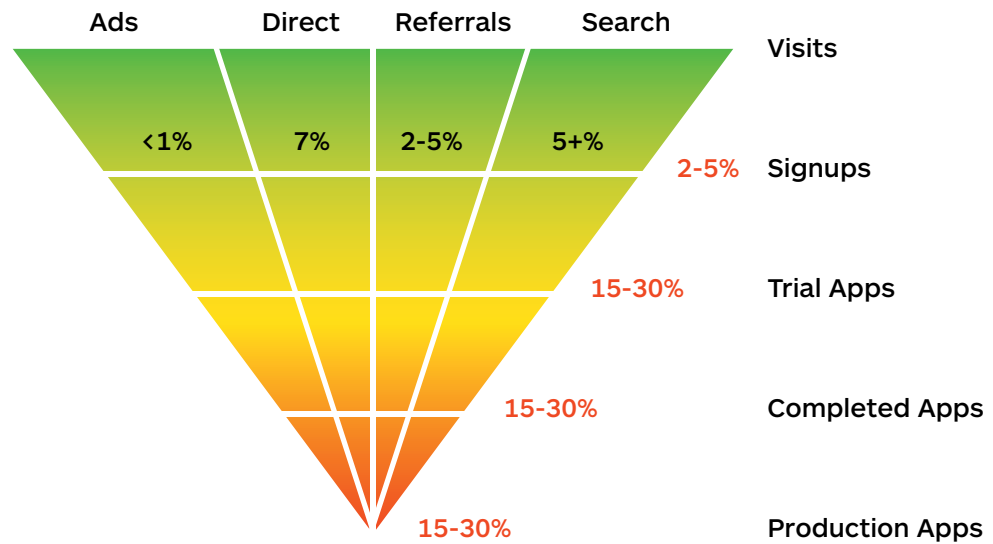 Ads Direct Referrals Search
Visits
<1% 7% 2-5% 5+%
2-5% Signups
15-30% Trial Apps
15-30% Completed Apps
15-30% Production Apps